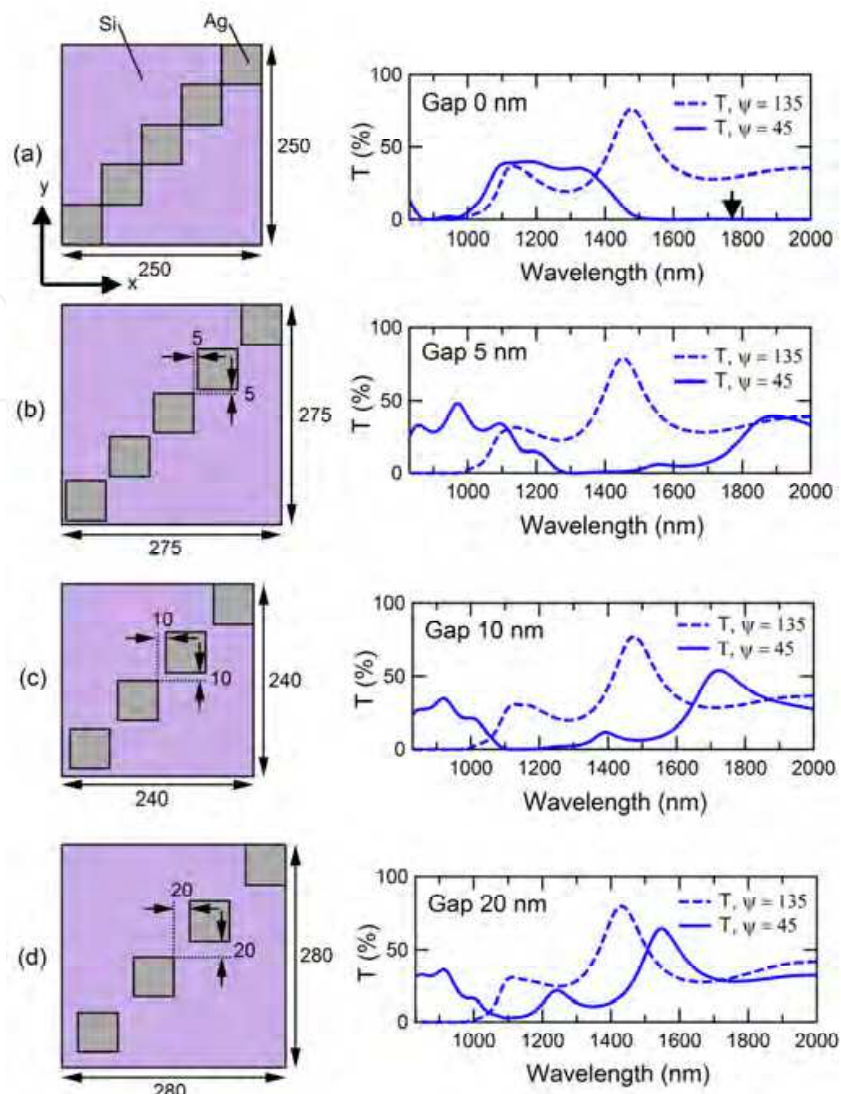 Si
Ag
(a)
y
x
250
250
Gap 0 nm
T, ψ = 135
T, ψ = 45
100
50
0
T (%)
1000 1200 1400 1600 1800 2000
Wavelength (nm)
(b)
5
5
275
275
Gap 5 nm
T, ψ = 135
T, ψ = 45
100
50
0
T (%)
1000 1200 1400 1600 1800 2000
Wavelength (nm)
(c)
10
10
240
240
Gap 10 nm
T, ψ = 135
T, ψ = 45
100
50
0
T (%)
1000 1200 1400 1600 1800 2000
Wavelength (nm)
(d)
20
20
280
280
Gap 20 nm
T, ψ = 135
T, ψ = 45
100
50
0
T (%)
1000 1200 1400 1600 1800 2000
Wavelength (nm)